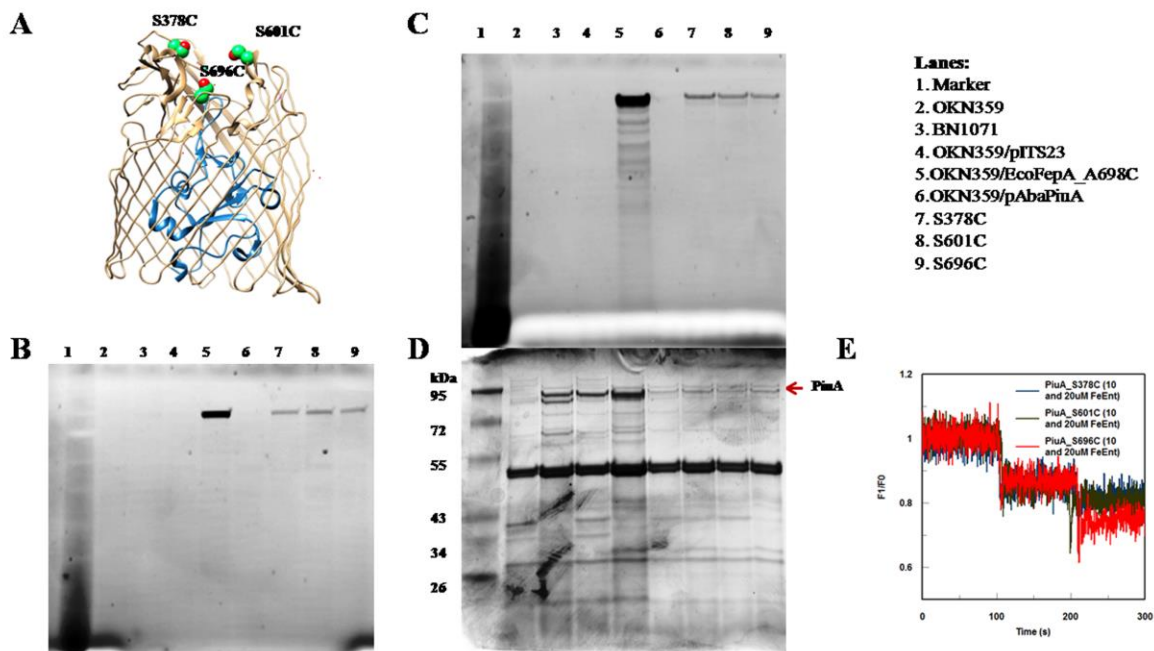 A
S378C
S601C
S696C
B
1 2 3 4 5 6 7 8 9
C
1 2 3 4 5 6 7 8 9
D
kDa
95
72
55
43
34
26
PiuA
Lanes:
1. Marker
2. OKN359
3. BN1071
4. OKN359/pITS23
5.OKN359/EcoFepA_A698C
6.OKN359/pAbaPiuA
7. S378C
8. S601C
9. S696C
E
1.2
1
0.8
0.6
F1/F0
PiuA_S378C (10
and 20uM FeEnt)
PiuA_S601C (10
and 20uM FeEnt)
PiuA_S696C (10
and 20uM FeEnt)
0 100 200 300
Time (s)